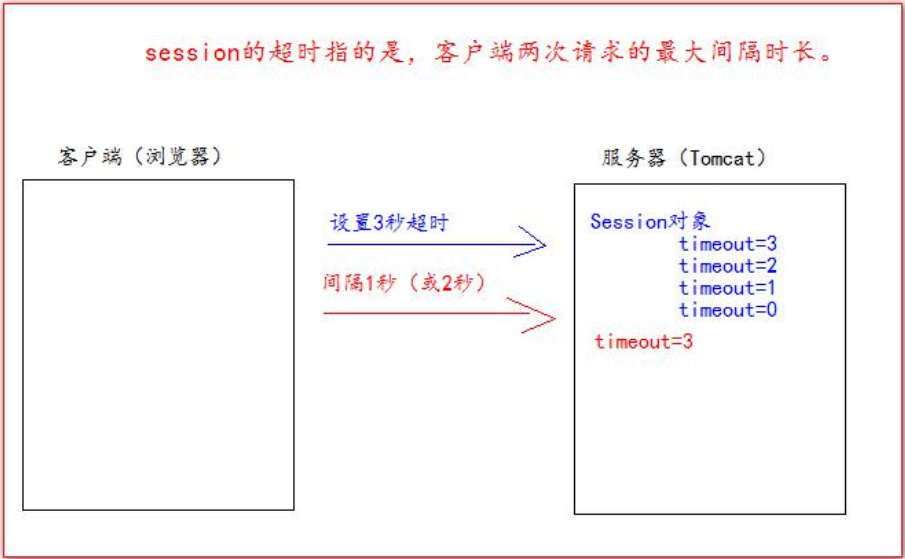 session的超时指的是，客户端两次请求的最大间隔时长。
客户端（浏览器）
服务器（Tomcat）
设置3秒超时
间隔1秒（或2秒）
Session对象
timeout=3
timeout=2
timeout=1
timeout=0
timeout=3